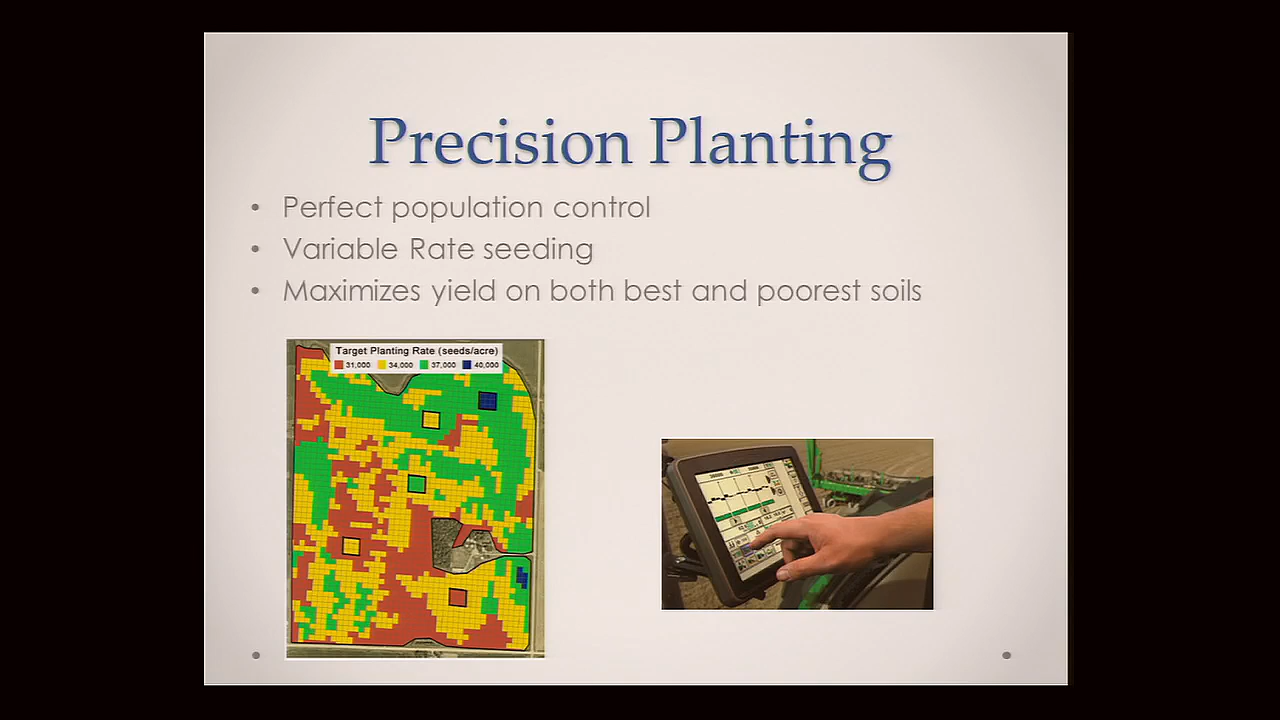 Precision Planting
• Perfect population control
• Variable Rate seeding
• Maximizes yield on both best and poorest soils
Target Planting Rate (seeds/acre)
31,000 34,000 37,000 40,000